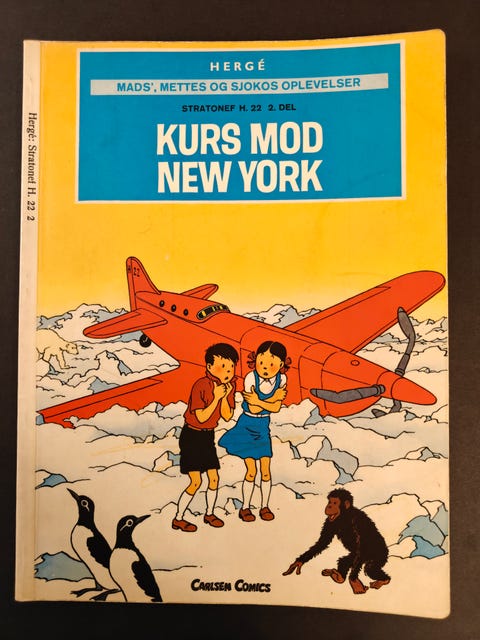 HERGÉ
MADS', METTES OG SJOKOS OPLEVELSER
STRATONEF H. 22 2. DEL
KURS MOD
NEW YORK
Hergé: Stratonef H. 22 2
H 22
CARLSEN COMICS